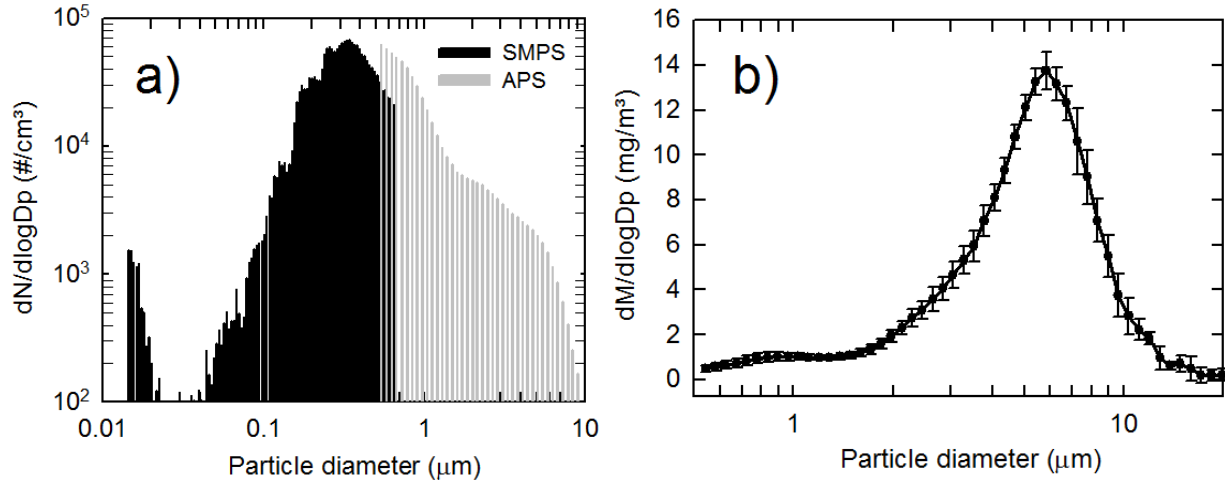 a)
SMPS
APS
dN/dlogDp (#/cm³)
10⁵
10⁴
10³
10²
0.01
0.1
1
10
Particle diameter (μm)
b)
dM/dlogDp (mg/m³)
16
14
12
10
8
6
4
2
0
1
10
Particle diameter (μm)